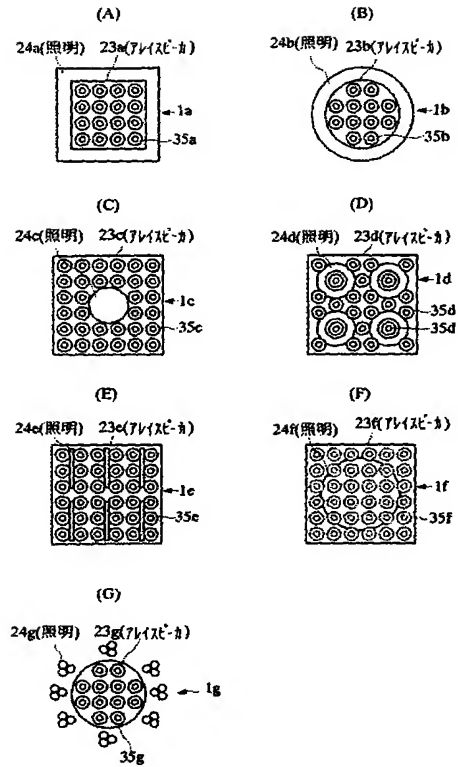 (A)
24a(照明) 23a(アレイスピーカ)
1a
35a
(B)
24b(照明) 23b(アレイスピーカ)
1b
35b
(C)
24c(照明) 23c(アレイスピーカ)
1c
35c
(D)
24d(照明) 23d(アレイスピーカ)
1d
35d
35d
(E)
24e(照明) 23e(アレイスピーカ)
1e
35e
(F)
24f(照明) 23f(アレイスピーカ)
1f
35f
(G)
24g(照明) 23g(アレイスピーカ)
1g
35g